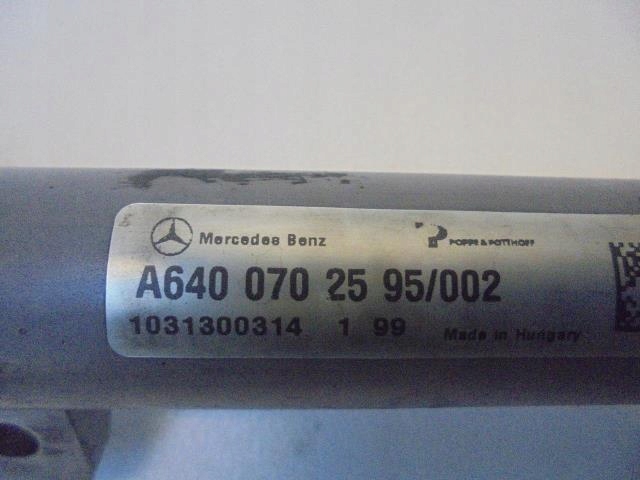 Mercedes Benz
POPPE & POTTHOFF
A640 070 25 95/002
1031300314 1 99
Made in Hungary